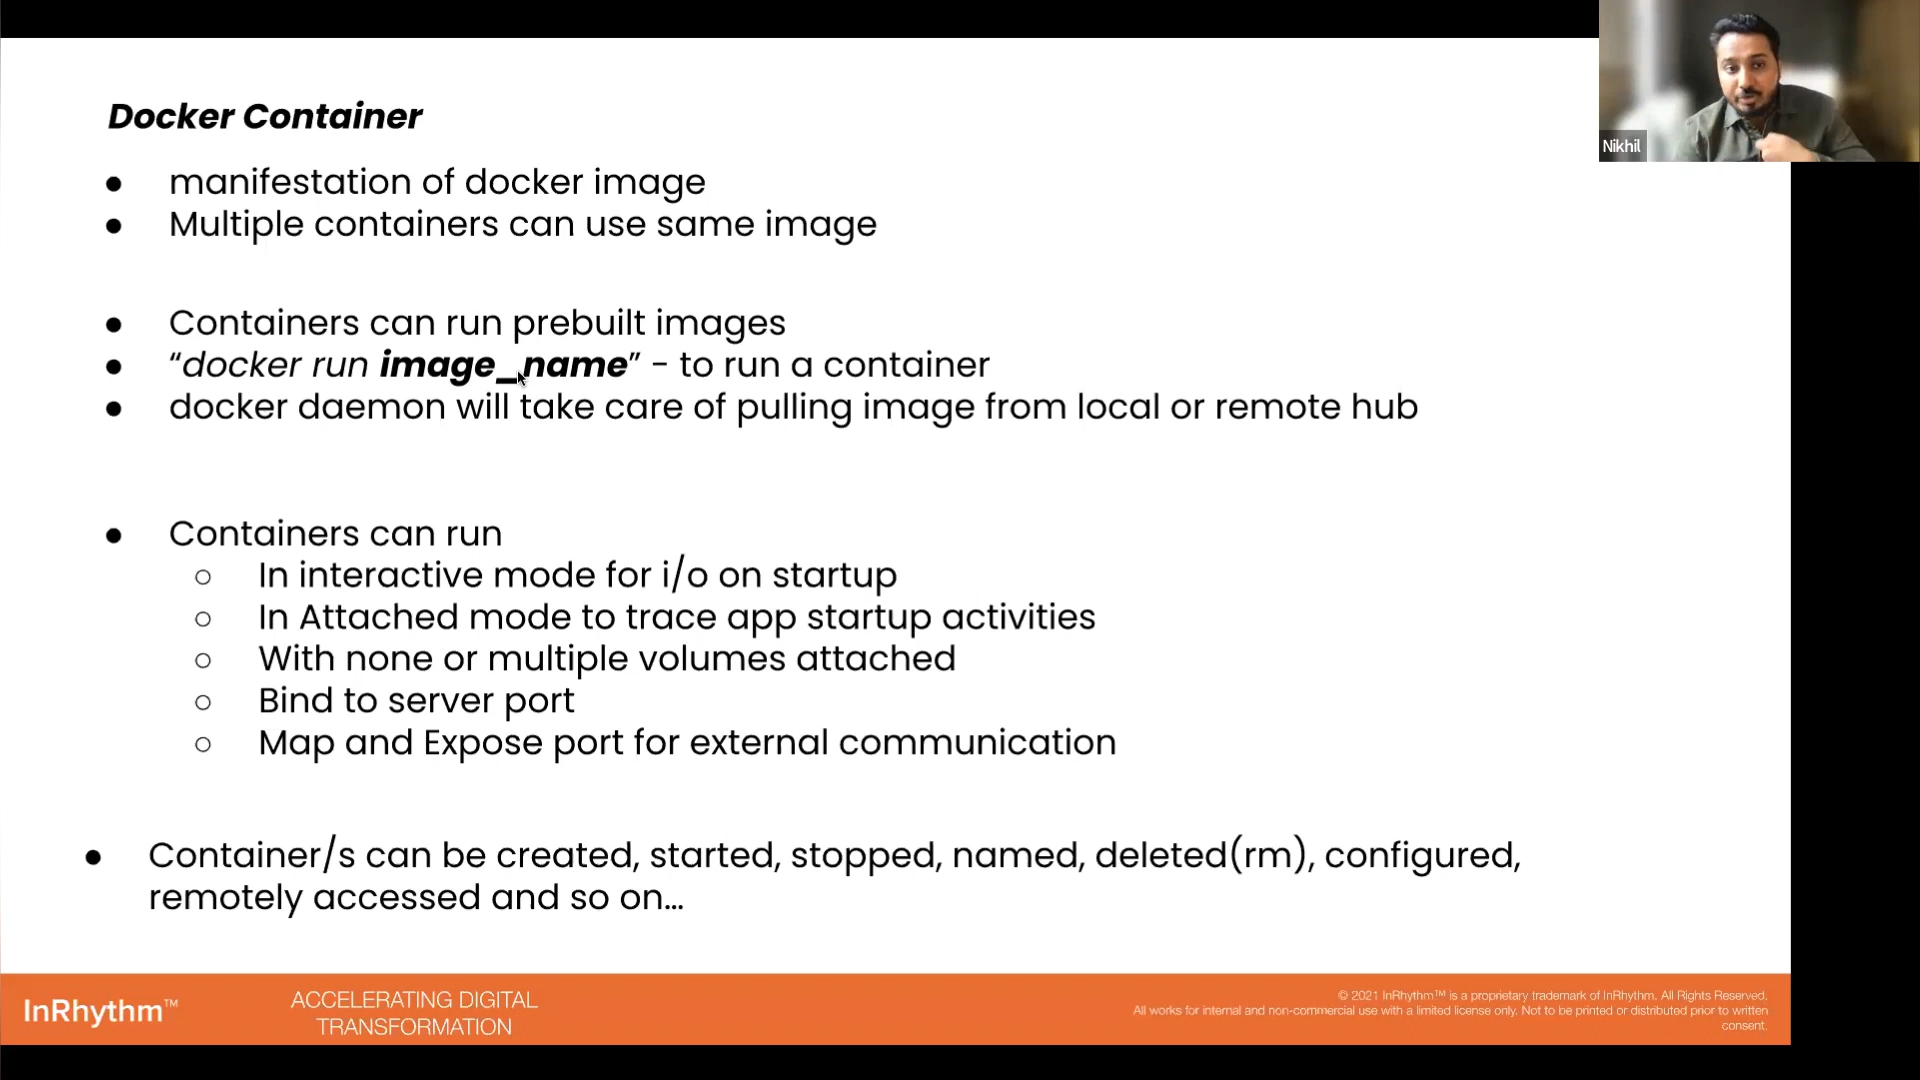 Nikhil
Docker Container
● manifestation of docker image
● Multiple containers can use same image
● Containers can run prebuilt images
● “docker run image_name” - to run a container
● docker daemon will take care of pulling image from local or remote hub
● Containers can run
○ In interactive mode for i/o on startup
○ In Attached mode to trace app startup activities
○ With none or multiple volumes attached
○ Bind to server port
○ Map and Expose port for external communication
● Container/s can be created, started, stopped, named, deleted(rm), configured,
remotely accessed and so on…
InRhythm™
ACCELERATING DIGITAL
TRANSFORMATION
© 2021 InRhythm™ is a proprietary trademark of InRhythm. All Rights Reserved.
All works for internal and non-commercial use with a limited license only. Not to be printed or distributed prior to written
consent.